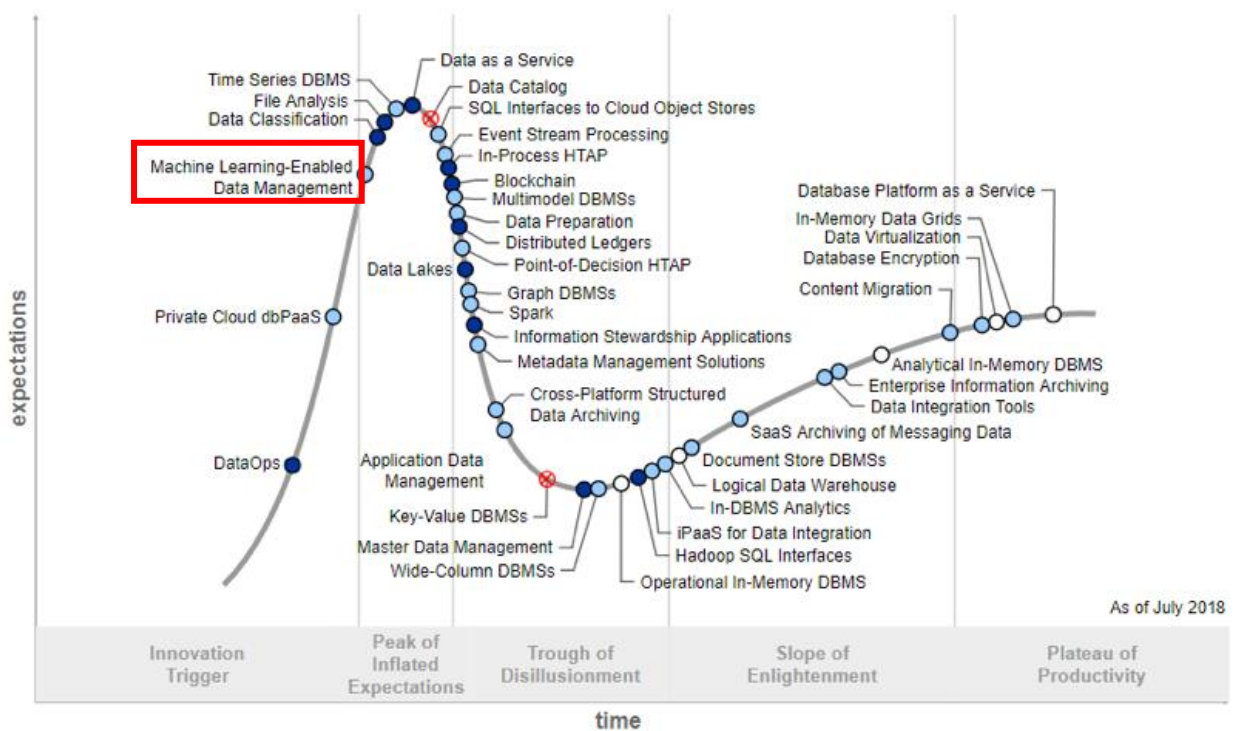 Data as a Service
Time Series DBMS
Data Catalog
File Analysis
SQL Interfaces to Cloud Object Stores
Data Classification
Event Stream Processing
In-Process HTAP
Machine Learning-Enabled
Data Management
Blockchain
Multimodel DBMSs
Data Preparation
Distributed Ledgers
Point-of-Decision HTAP
Data Lakes
Graph DBMSs
Spark
Private Cloud dbPaaS
Information Stewardship Applications
Metadata Management Solutions
Cross-Platform Structured
Data Archiving
DataOps
Application Data
Management
Key-Value DBMSs
Master Data Management
Wide-Column DBMSs
Operational In-Memory DBMS
Hadoop SQL Interfaces
iPaaS for Data Integration
In-DBMS Analytics
Logical Data Warehouse
Document Store DBMSs
SaaS Archiving of Messaging Data
Data Integration Tools
Enterprise Information Archiving
Analytical In-Memory DBMS
Content Migration
Database Encryption
Data Virtualization
In-Memory Data Grids
Database Platform as a Service
As of July 2018
expectations
Innovation
Trigger
Peak of
Inflated
Expectations
Trough of
Disillusionment
Slope of
Enlightenment
Plateau of
Productivity
time